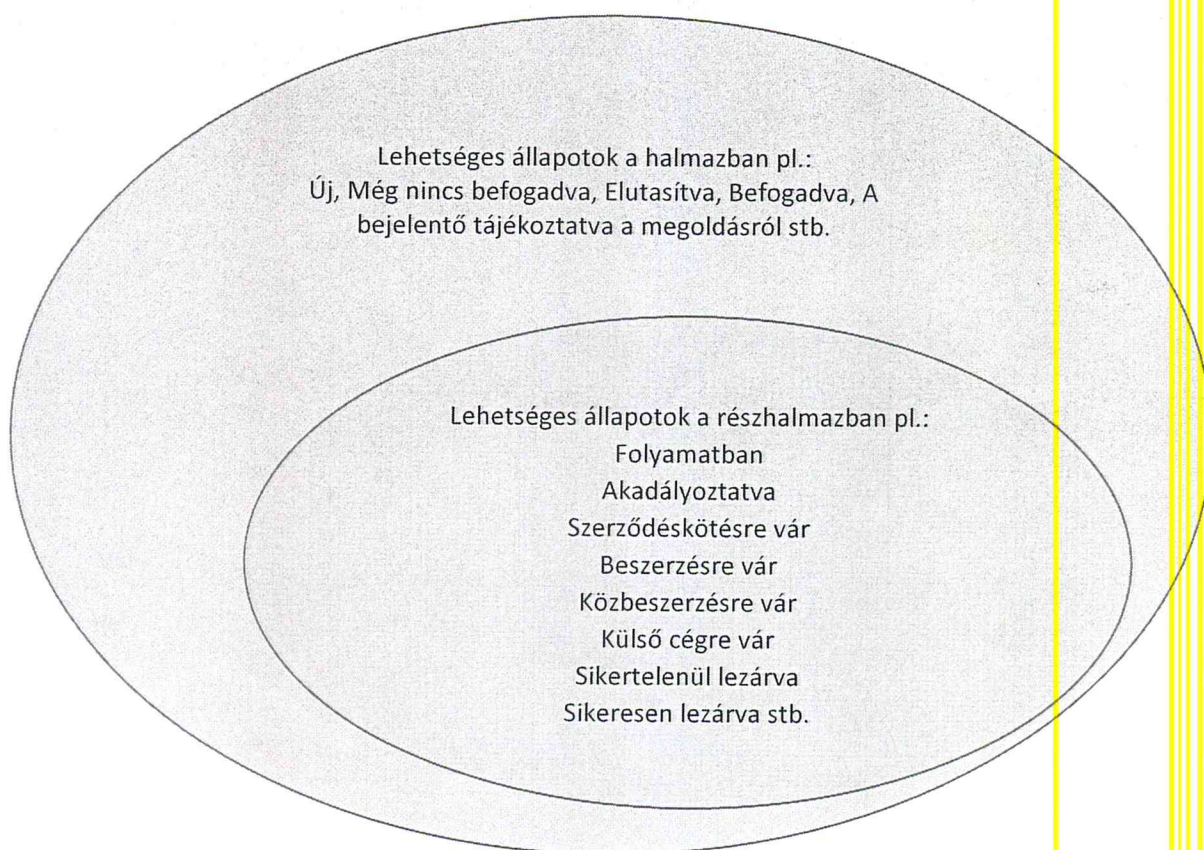 Lehetséges állapotok a halmazban pl.:
Új, Még nincs befogadva, Elutasítva, Befogadva, A
bejelentő tájékoztatva a megoldásról stb.
Lehetséges állapotok a részhalmazban pl.:
Folyamatban
Akadályoztatva
Szerződéskötésre vár
Beszerzésre vár
Közbeszerzésre vár
Külső cégre vár
Sikertelenül lezárva
Sikeresen lezárva stb.